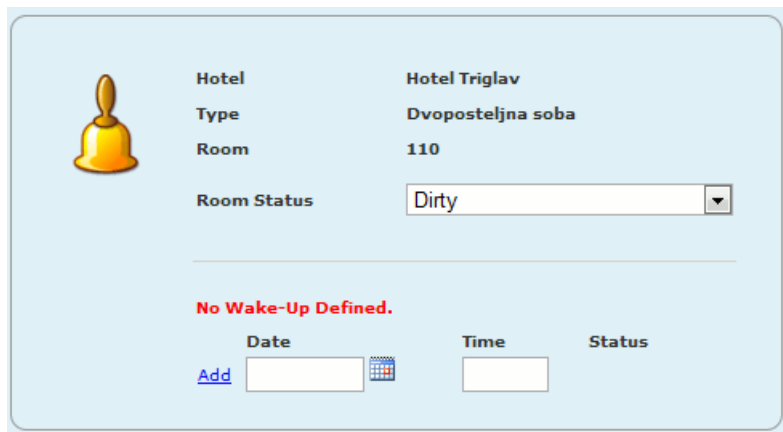 Hotel Hotel Triglav
Type Dvoposteljna soba
Room 110
Room Status Dirty
No Wake-Up Defined.
Date Time Status
Add